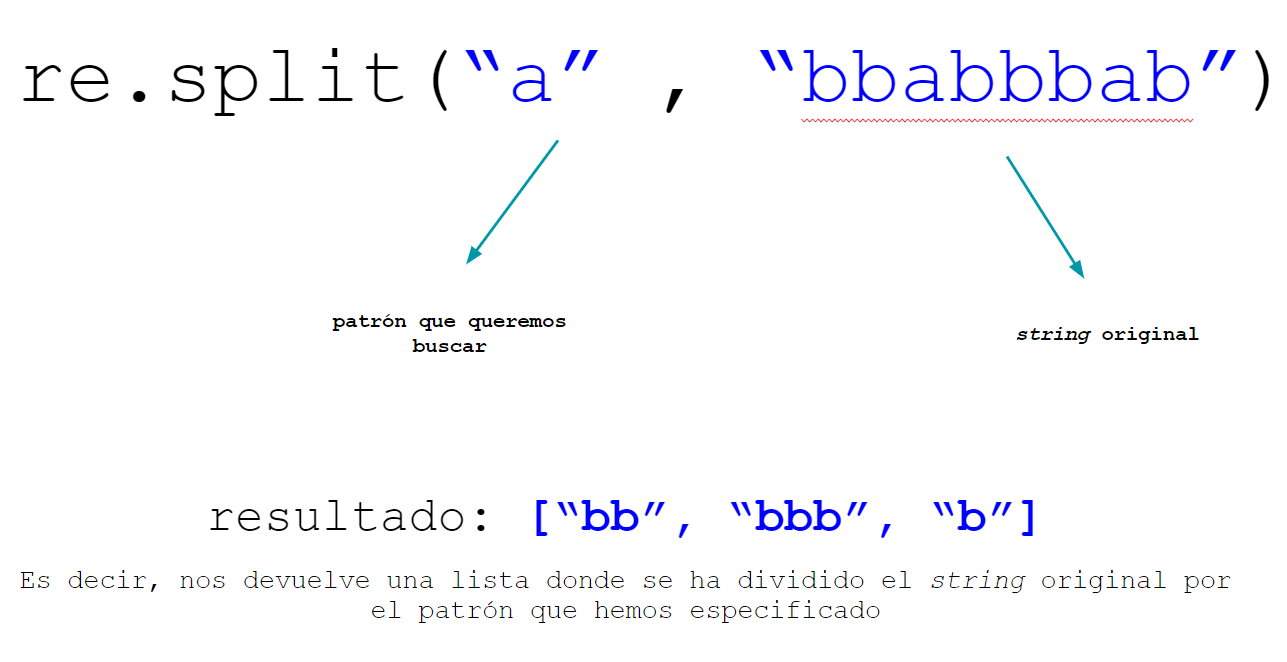 re.split(“a” , “bbabbbab”)
patrón que queremos
buscar
string original
resultado: [“bb”, “bbb”, “b”]
Es decir, nos devuelve una lista donde se ha dividido el string original por
el patrón que hemos especificado